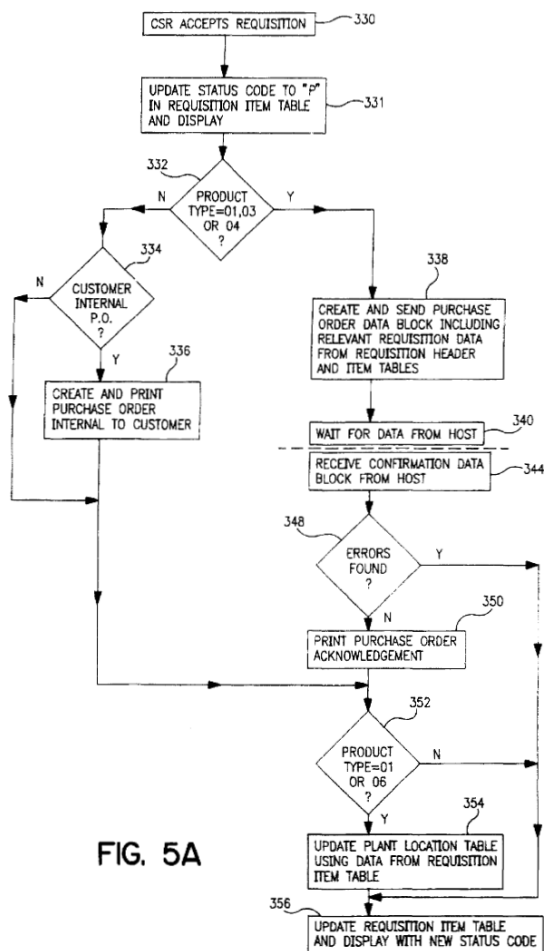 CSR ACCEPTS REQUISITION
330
UPDATE STATUS CODE TO "P"
IN REQUISITION ITEM TABLE
AND DISPLAY
331
332
N
PRODUCT
TYPE=01,03
OR 04
?
Y
334
N
CUSTOMER
INTERNAL
P.O.
?
Y
336
CREATE AND PRINT
PURCHASE ORDER
INTERNAL TO CUSTOMER
338
CREATE AND SEND PURCHASE
ORDER DATA BLOCK INCLUDING
RELEVANT REQUISITION DATA
FROM REQUISITION HEADER
AND ITEM TABLES
WAIT FOR DATA FROM HOST
340
RECEIVE CONFIRMATION DATA
BLOCK FROM HOST
344
348
ERRORS
FOUND
?
Y
N
350
PRINT PURCHASE ORDER
ACKNOWLEDGEMENT
352
PRODUCT
TYPE=01
OR 06
?
N
Y
354
UPDATE PLANT LOCATION TABLE
USING DATA FROM REQUISITION
ITEM TABLE
356
UPDATE REQUISITION ITEM TABLE
AND DISPLAY WITH NEW STATUS CODE
FIG. 5A